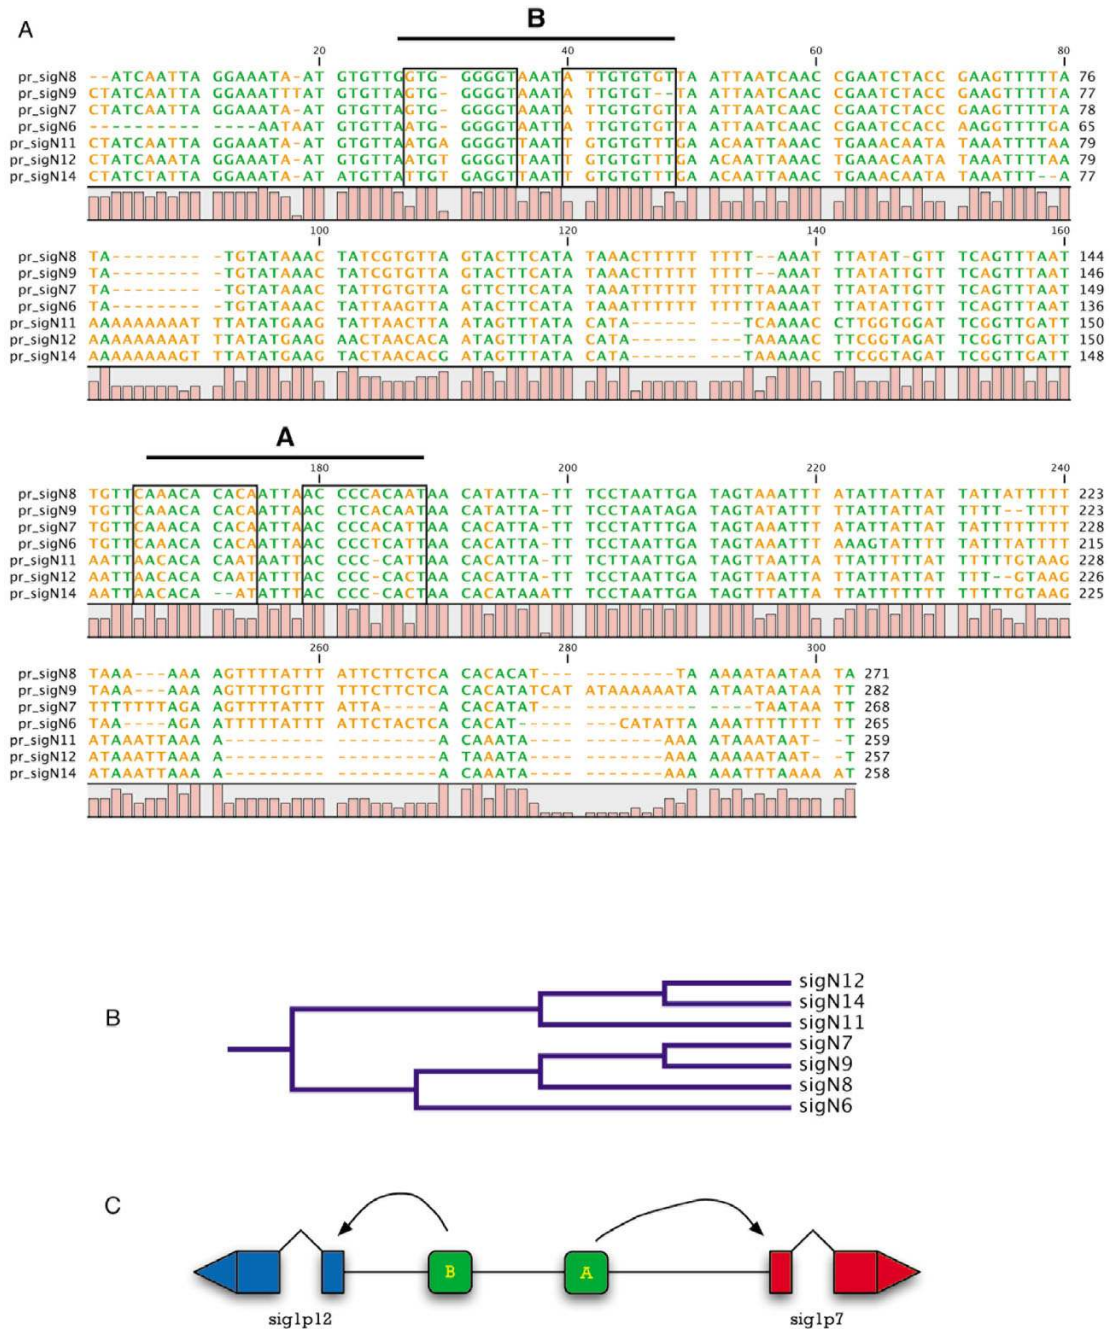 A
B
20 40 60 80
pr_sigN8 --ATCAATTA GGAAATA-AT GTGTTGGTG- GGGGTAAATA TTGTGTGTTA ATTAATCAAC CGAATCTACC GAAGTTTTTA 76
pr_sigN9 CTATCAATTA GGAAATTTAT GTGTTAGTG- GGGGTAAATA TTGTGT--TA ATTAATCAAC CGAATCTACC GAAGTTTTTA 77
pr_sigN7 CTATCAATTA GGAAATA-AT GTGTTAGTG- GGGGTAAATA TTGTGTGTTA ATTAATCAAC CGAATCTACC GAAGTTTTTA 78
pr_sigN6 ---------- ----AATAAT GTGTTAATG- GGGGTAATTA TTGTGTGTTA ATTAATCAAC CGAATCCACC AAGGTTTTGA 65
pr_sigN11 CTATCAATTA GGAAATA-AT GTGTTAATGA GGGGTTAATT GTGTGTTTGA ACAATTAAAC TGAAACAATA TAAATTTTAA 79
pr_sigN12 CTATCAAATA GGAAATA-AT GTGTTAATGT GGGGTTAATT GTGTGTTTGA ACAATTAAAC TGAAACAATA TAAATTTTAA 79
pr_sigN14 CTATCTATTA GGAAATA-AT ATGTTATTGT GAGGTTAATT GTGTGTTTGA ACAATTAAAC TGAAACAATA TAAATTT--A 77
100 120 140 160
pr_sigN8 TA-------- -TGTATAAAC TATCGTGTTA GTACTTCATA TAAACTTTTT TTTT--AAAT TTATAT-GTT TCAGTTTAAT 144
pr_sigN9 TA-------- -TGTATAAAC TATCGTGTTA GTACTTCATA TAAACTTTTT TTTT--AAAT TTATATTGTT TCAGTTTAAT 146
pr_sigN7 TA-------- -TGTATAAAC TATTGTGTTA GTTCTTCATA TAAATTTTTT TTTTTAAAAT TTATATTGTT TCAGTTTAAT 149
pr_sigN6 TA-------- -TGTATAAAC TATTAAGTTA ATACTTCATA TAAATTTTTT TTTTTAAAAT TTATATTGTT TCAGTTTAAT 136
pr_sigN11 AAAAAAAAAT TTATATGAAG TATTAACTTA ATAGTTTATA CATA------ ---TCAAAAC CTTGGTGGAT TCGGTTGATT 150
pr_sigN12 AAAAAAAAAT TTATATGAAG AACTAACACA ATAGTTTATA CATA------ ---TAAAAAC TTCGGTAGAT TCGGTTGATT 150
pr_sigN14 AAAAAAAAGT TTATATGAAG AACTAACACG ATAGTTTATA CATA------ ---TAAAAAC TTCGGTAGAT TCGGTTGATT 148
A
180 200 220 240
pr_sigN8 TGTTCAAACA CACAATTAAC CCCACAATAA CATATTA-TT TCCTAATTGA TAGTAAATTT ATATTATTAT TATTATTTTT 223
pr_sigN9 TGTTCAAACA CACAATTAAC CTCACAATAA CACATTA-TT TCCTAATAGA TAGTATATTT TTATTATTAT TTTT--TTTT 223
pr_sigN7 TGTTCAAACA CACAATTAAC CCCACAATAA CACATTA-TT TCCTAATTGA TAGTAAATTT ATATTATTAT TATTTTTTTT 228
pr_sigN6 TGTTCAAACA CACAATTAAC CCCTCATTAA CACATTA-TT TCCTAATTGA TAGTAAATTT AAAGTATTTT TATTTATTTT 215
pr_sigN11 AATTAACACA CAATAATTAC CCC-CATTAA CACATTA-TT TCTTAATTGA TAGTTAATTA TTATTTTTAT TTTTTGTAAG 228
pr_sigN12 AATTAACACA CAATATTTAC CCC-CACTAA CACATTA-TT TCCTAATTGA TAGTTAATTA TTATTATTAT TTT--GTAAG 226
pr_sigN14 AATTAACACA --ATATTTAC CCC-CACTAA CACATAAATT TCCTAATTGA TAGTTTATTA TTATTTTTTT TTTTTGTAAG 225
260 280 300
pr_sigN8 TAAA---AAA AGTTTTATTT ATTCTTCTCA CACACAT--- --------TA AAAATAATAA TA 271
pr_sigN9 TAAA---AAA AGTTTTGTTT TTTCTTCTCA CACATATCAT ATAAAAAATA ATAATAATAA TT 282
pr_sigN7 TTTTTTTAGA AGTTTTATTT ATTA-----A CACATAT--- ---------- ----TAATAA TT 268
pr_sigN6 TAA----AGA ATTTTTATTT ATTCTACTCA CACAT----- ---CATATTA AAATTTTTTT TT 265
pr_sigN11 ATAAATTAAA A--------- ---------A CAAATA---- -------AAA ATAAATAAT- -T 259
pr_sigN12 ATAAATTAAA A--------- ---------A TAAATA---- -------AAA AAAAATAAT- -T 257
pr_sigN14 ATAAATTAAA A--------- ---------A CAAATA---- -------AAA AAATTTAAAA AT 258
B
sigN12
sigN14
sigN11
sigN7
sigN9
sigN8
sigN6
C
B A
sig1p12 sig1p7